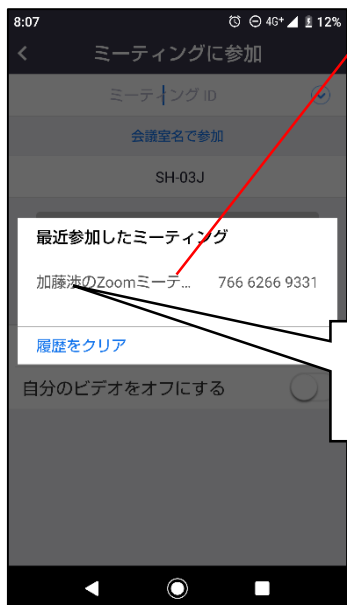 8:07 4G+ 12%
ミーティングに参加
ミーティング ID
会議室名で参加
SH-03J
最近参加したミーティング
加藤渉のZoomミーテ... 766 6266 9331
履歴をクリア
自分のビデオをオフにする